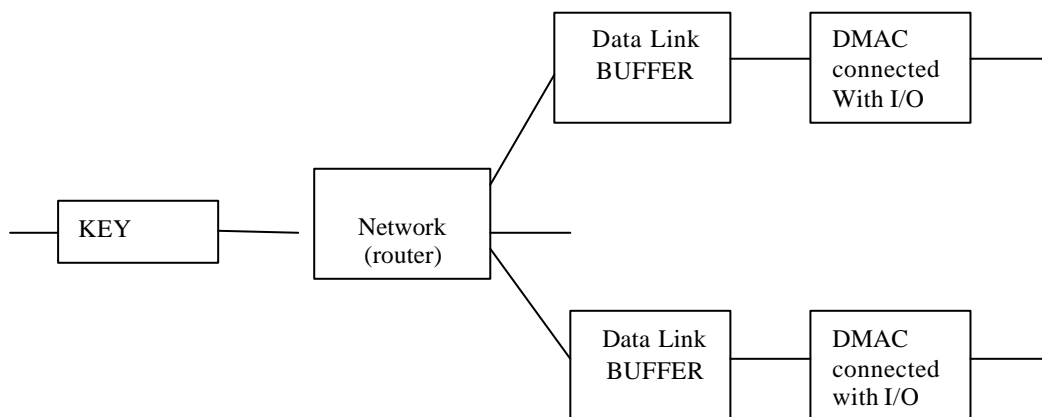 Data Link
BUFFER
DMAC
connected
With I/O
KEY
Network
(router)
Data Link
BUFFER
DMAC
connected
with I/O